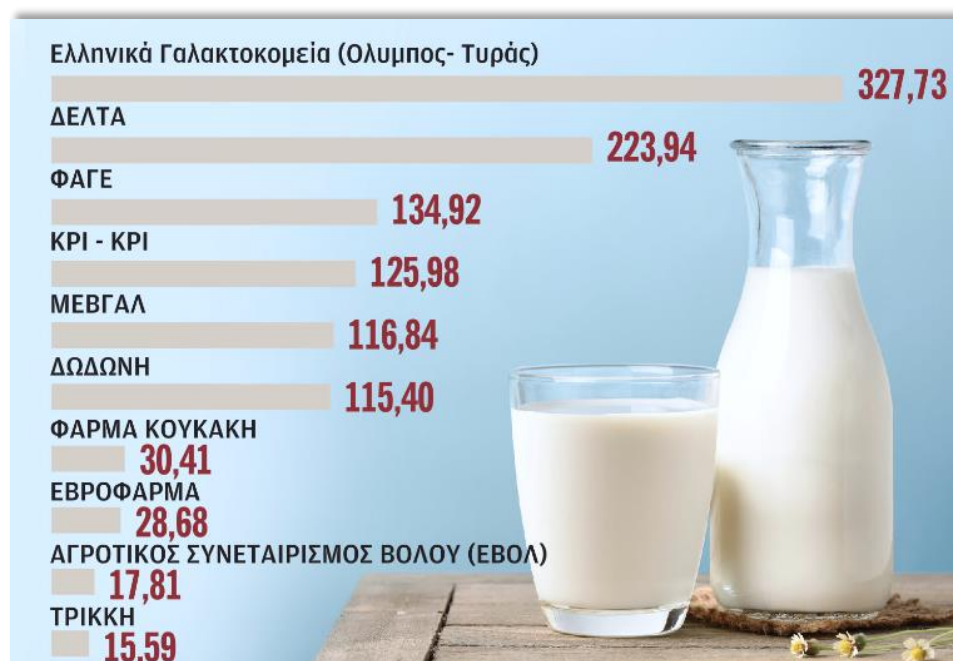 Ελληνικά Γαλακτοκομεία (Ολυμπος- Τυράς)
327,73
ΔΕΛΤΑ
223,94
ΦΑΓΕ
134,92
ΚΡΙ - ΚΡΙ
125,98
ΜΕΒΓΑΛ
116,84
ΔΩΔΩΝΗ
115,40
ΦΑΡΜΑ ΚΟΥΚΑΚΗ
30,41
ΕΒΡΟΦΑΡΜΑ
28,68
ΑΓΡΟΤΙΚΟΣ ΣΥΝΕΤΑΙΡΙΣΜΟΣ ΒΟΛΟΥ (ΕΒΟΛ)
17,81
ΤΡΙΚΚΗ
15,59